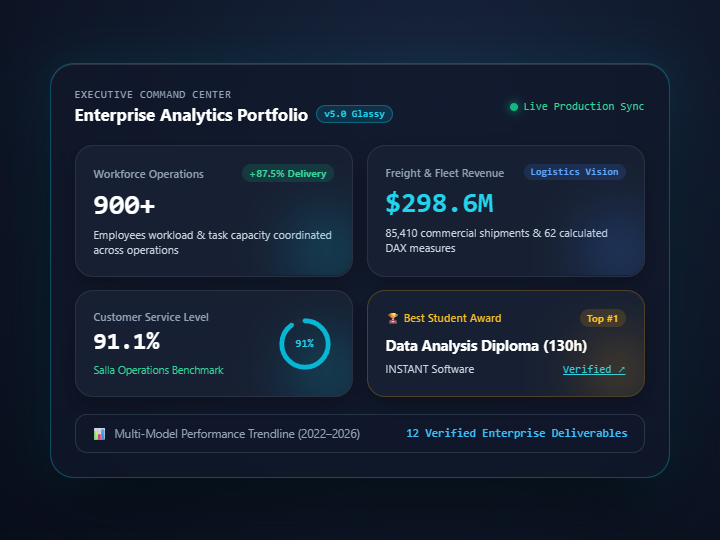 EXECUTIVE COMMAND CENTER
Enterprise Analytics Portfolio v5.0 Glassy
Live Production Sync
Workforce Operations +87.5% Delivery
900+
Employees workload & task capacity coordinated
across operations
Freight & Fleet Revenue Logistics Vision
$298.6M
85,410 commercial shipments & 62 calculated
DAX measures
Customer Service Level
91.1%
Salla Operations Benchmark
91%
🏆 Best Student Award Top #1
Data Analysis Diploma (130h)
INSTANT Software Verified ↗
📊 Multi-Model Performance Trendline (2022–2026) 12 Verified Enterprise Deliverables